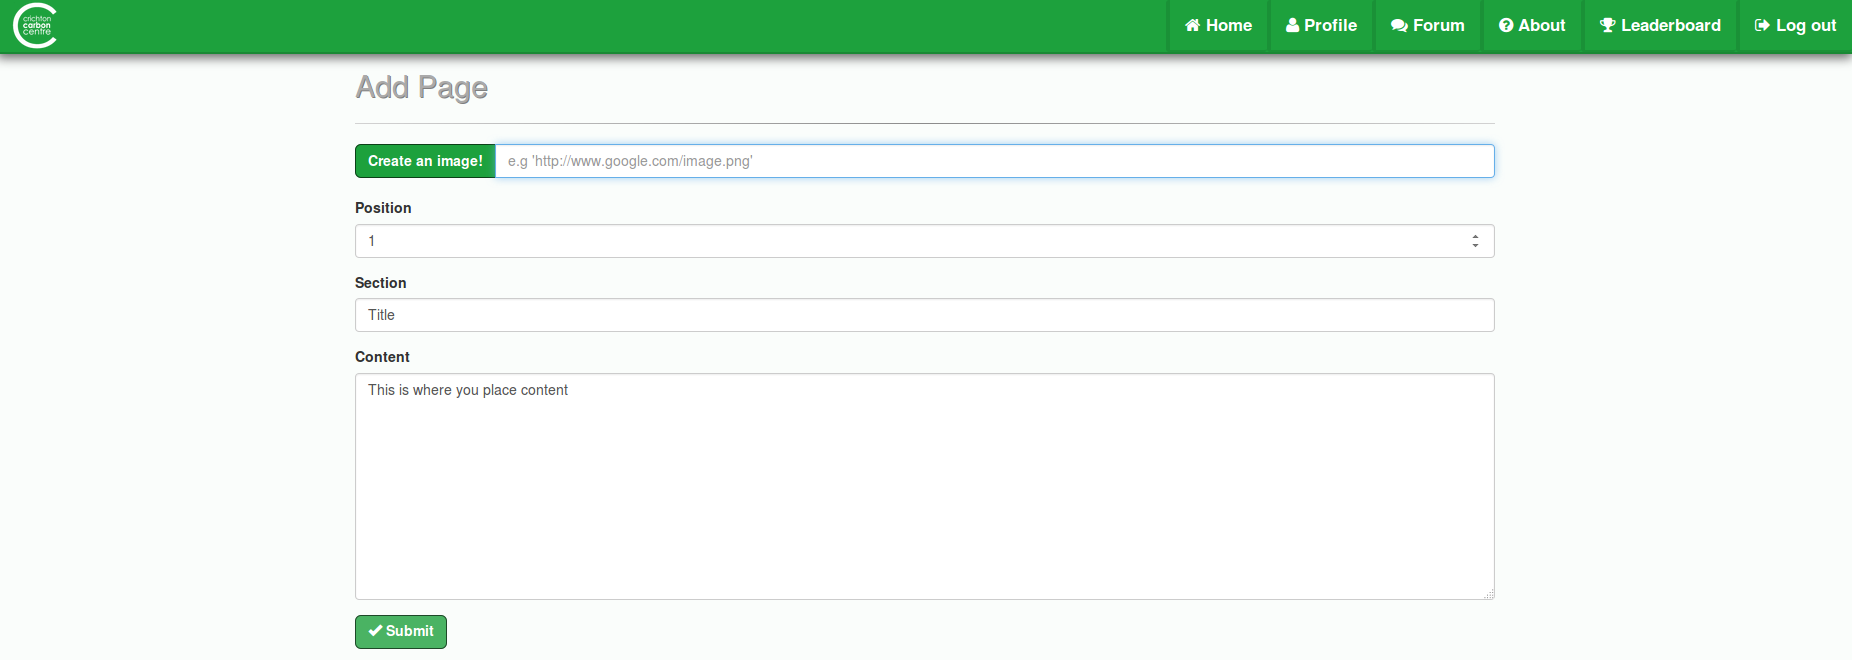 crichton
carbon
centre
Home Profile Forum About Leaderboard Log out
Add Page
Create an image! e.g 'http://www.google.com/image.png'
Position
1
Section
Title
Content
This is where you place content
Submit